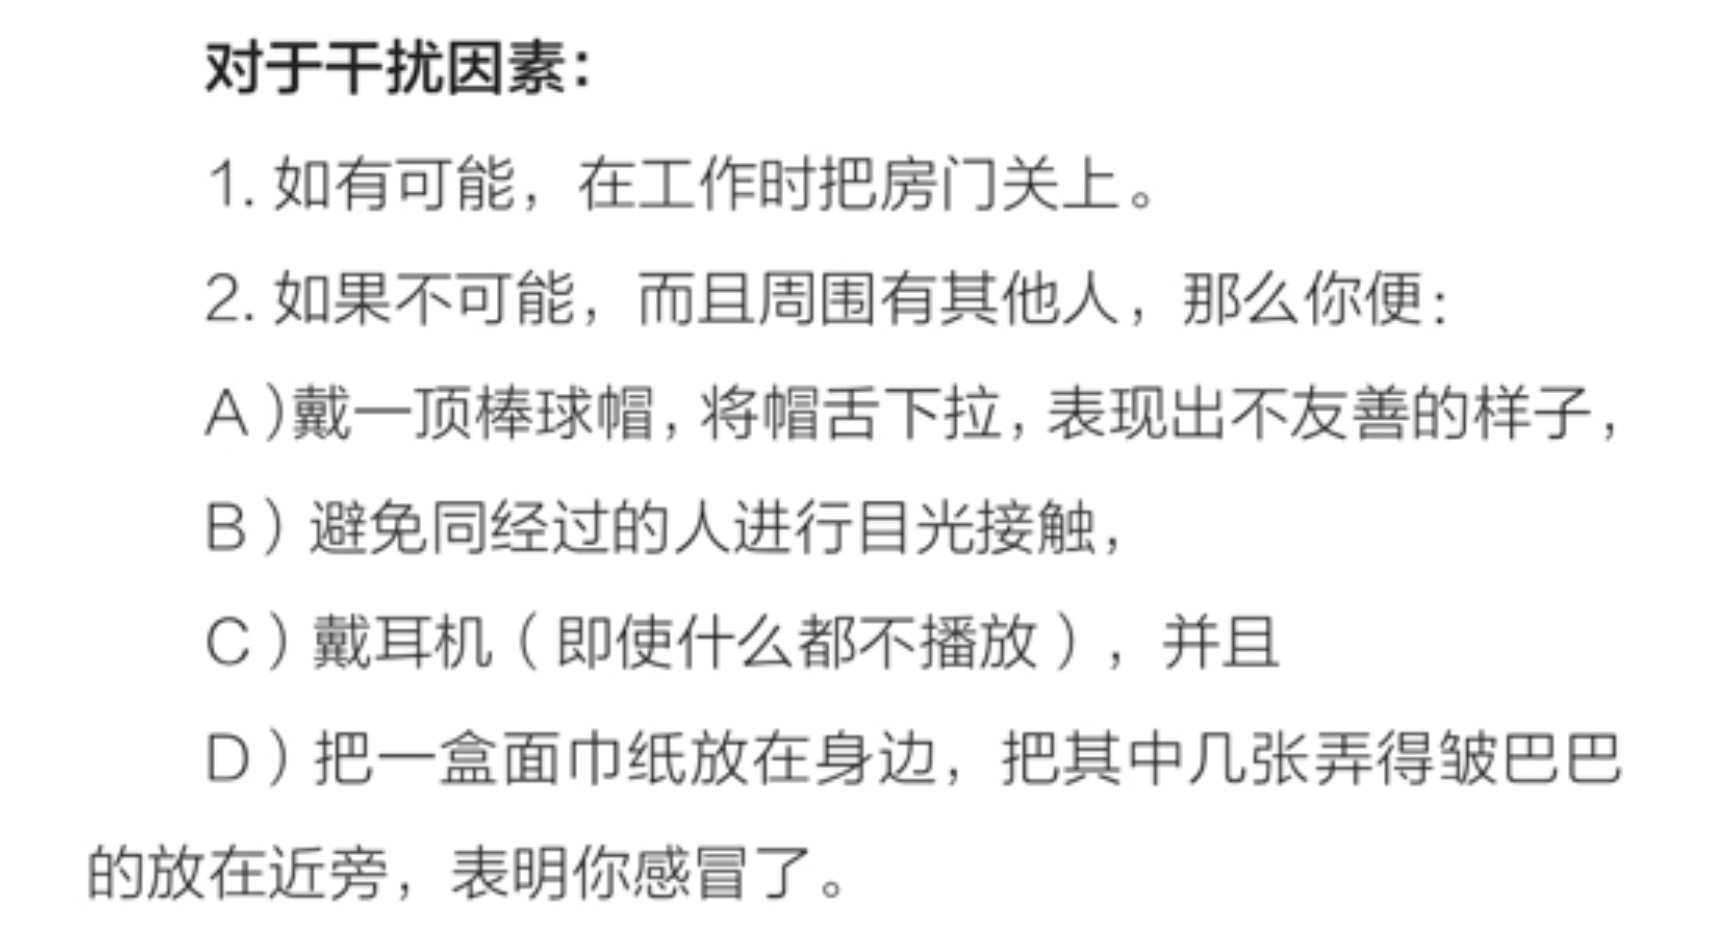 对于干扰因素：
1. 如有可能，在工作时把房门关上。
2. 如果不可能，而且周围有其他人，那么你便：
A）戴一顶棒球帽，将帽舌下拉，表现出不友善的样子，
B）避免同经过的人进行目光接触，
C）戴耳机（即使什么都不播放），并且
D）把一盒面巾纸放在身边，把其中几张弄得皱巴巴
的放在近旁，表明你感冒了。